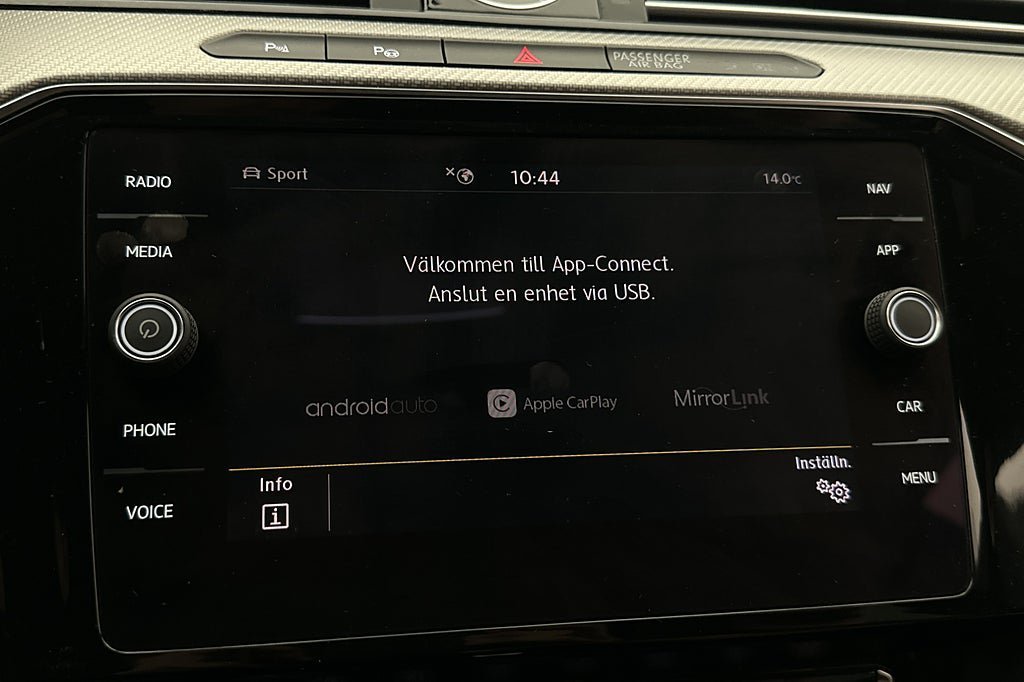 P
P
PASSENGER
AIR BAG
RADIO
MEDIA
PHONE
VOICE
Sport
10:44
14.0°C
Välkommen till App-Connect.
Anslut en enhet via USB.
androidauto
Apple CarPlay
MirrorLink
Info
i
Inställn.
NAV
APP
CAR
MENU